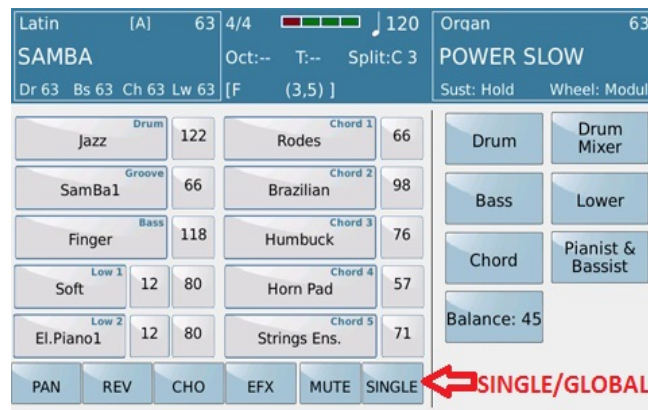 Latin [A] 63 4/4 120 Organ 63
SAMBA Oct:-- T:-- Split:C 3 POWER SLOW
Dr 63 Bs 63 Ch 63 Lw 63 [F (3,5) ] Sust: Hold Wheel: Modul
Drum
Jazz 122
Chord 1
Rodes 66
Drum
Drum
Mixer
Groove
SamBa1 66
Chord 2
Brazilian 98
Bass
Lower
Bass
Finger 118
Chord 3
Humbuck 76
Chord
Pianist &
Bassist
Low 1
Soft 12 80
Chord 4
Horn Pad 57
Balance: 45
Low 2
El.Piano1 12 80
Chord 5
Strings Ens. 71
PAN REV CHO EFX MUTE SINGLE SINGLE/GLOBAL